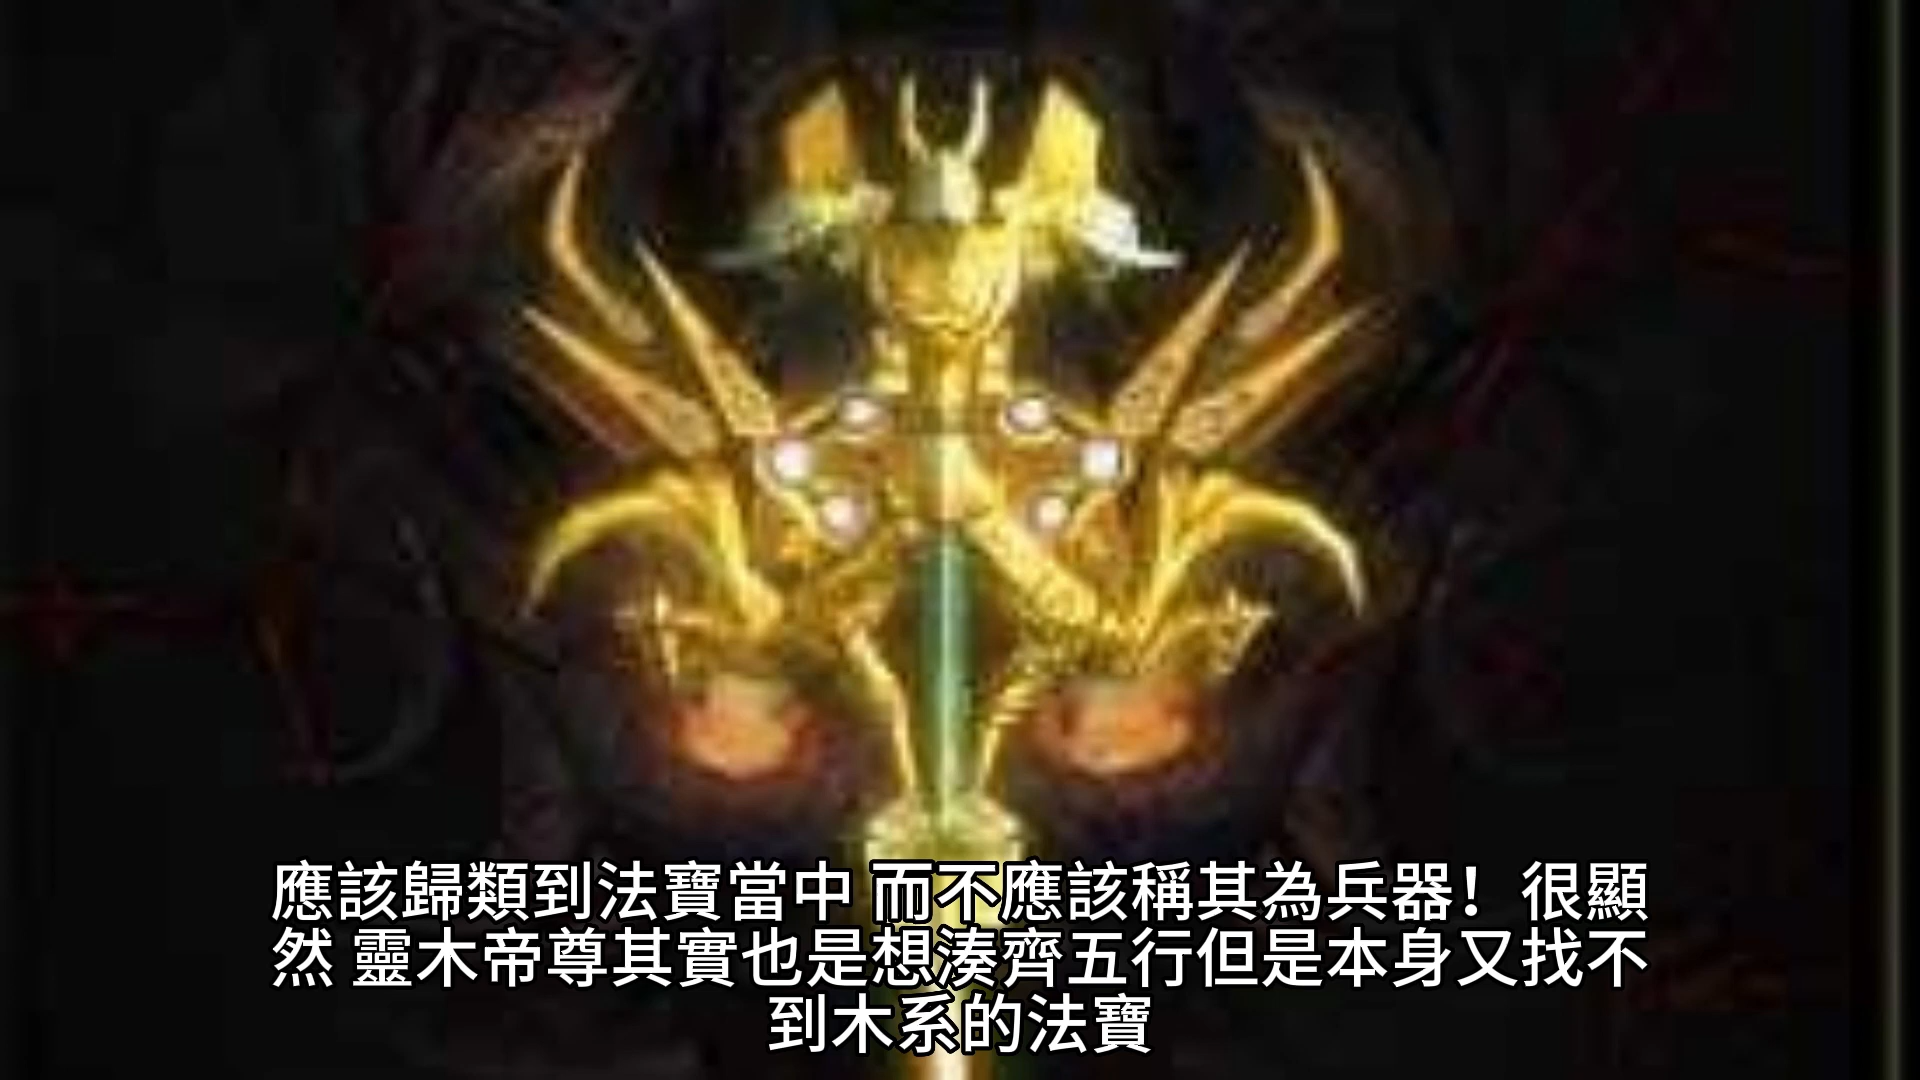 應該歸類到法寶當中 而不應該稱其為兵器！很顯
然 靈木帝尊其實也是想湊齊五行但是本身又找不
到木系的法寶